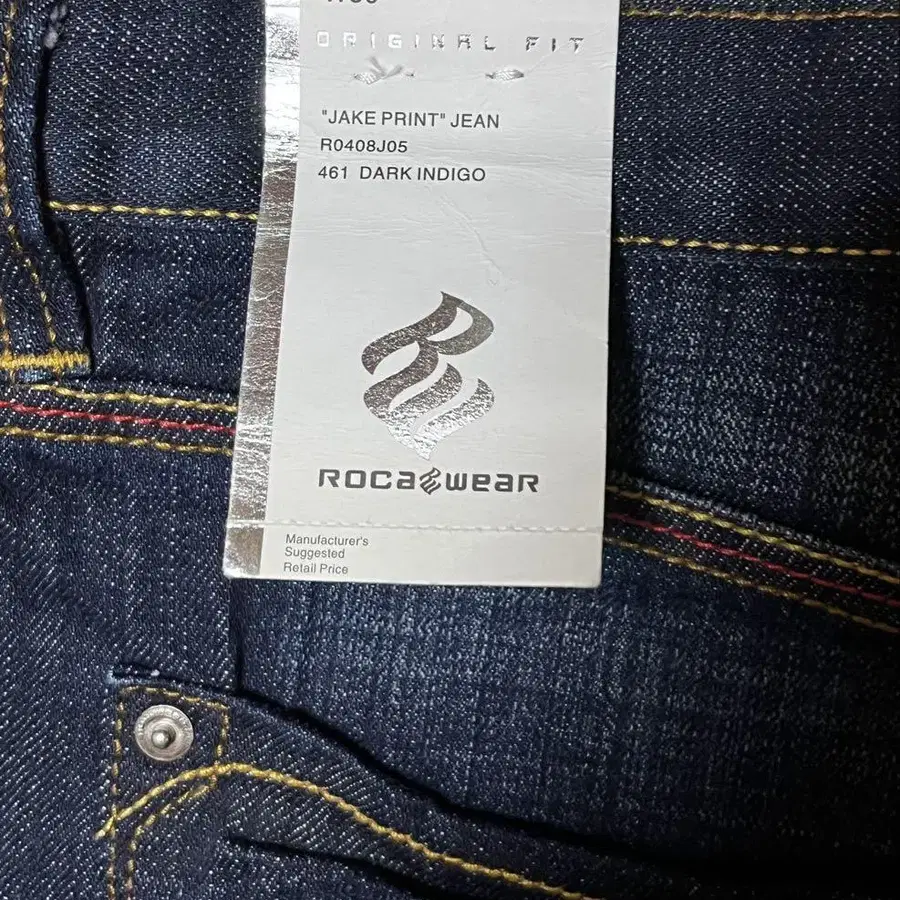 ORIGINAL FIT
"JAKE PRINT" JEAN
R0408J05
461 DARK INDIGO
ROCAWEAR
Manufacturer's
Suggested
Retail Price